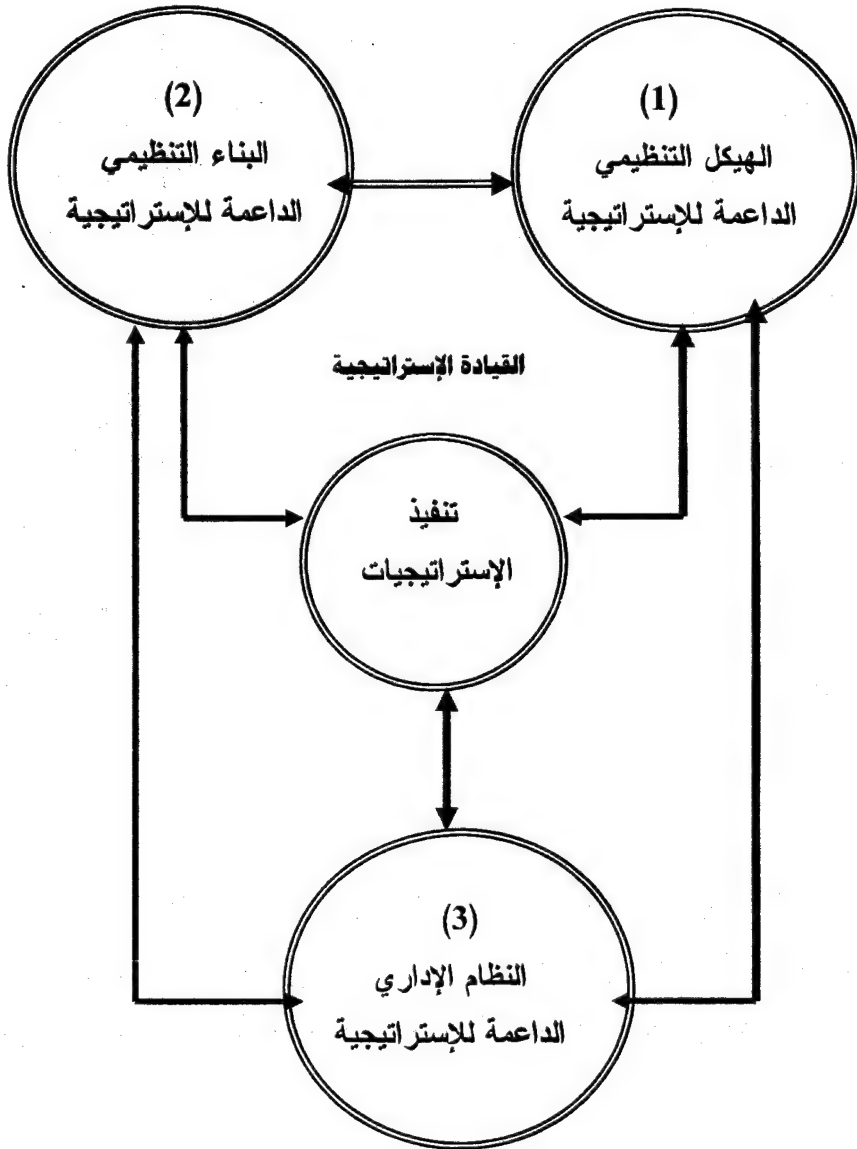 (1)
الهيكل التنظيمي
الداعمة للإستراتيجية
(2)
البناء التنظيمي
الداعمة للإستراتيجية
القيادة الإستراتيجية
تنفيذ
الإستراتيجيات
(3)
النظام الإداري
الداعمة للإستراتيجية